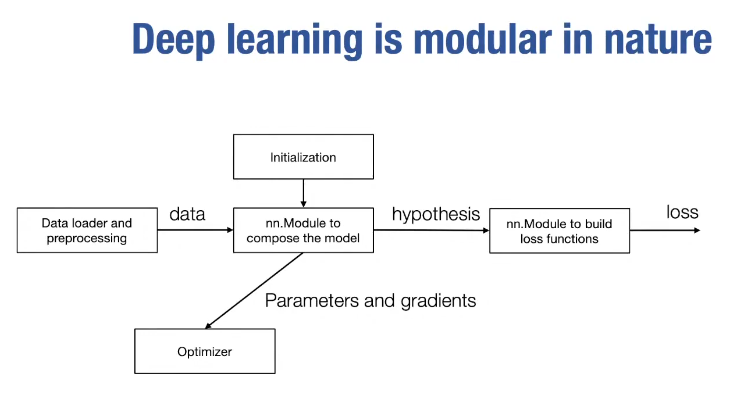 Deep learning is modular in nature
Initialization
Data loader and
preprocessing
data
nn.Module to
compose the model
hypothesis
nn.Module to build
loss functions
loss
Parameters and gradients
Optimizer